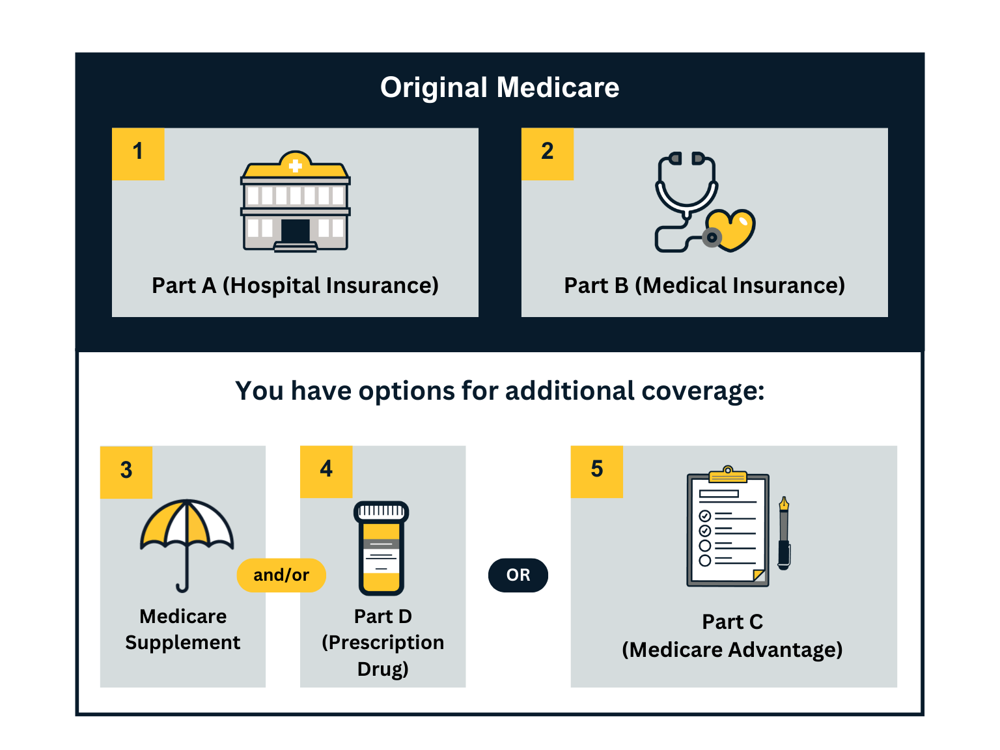 Original Medicare
1
Part A (Hospital Insurance)
2
Part B (Medical Insurance)
You have options for additional coverage:
3
Medicare
Supplement
and/or
4
Part D
(Prescription
Drug)
OR
5
Part C
(Medicare Advantage)